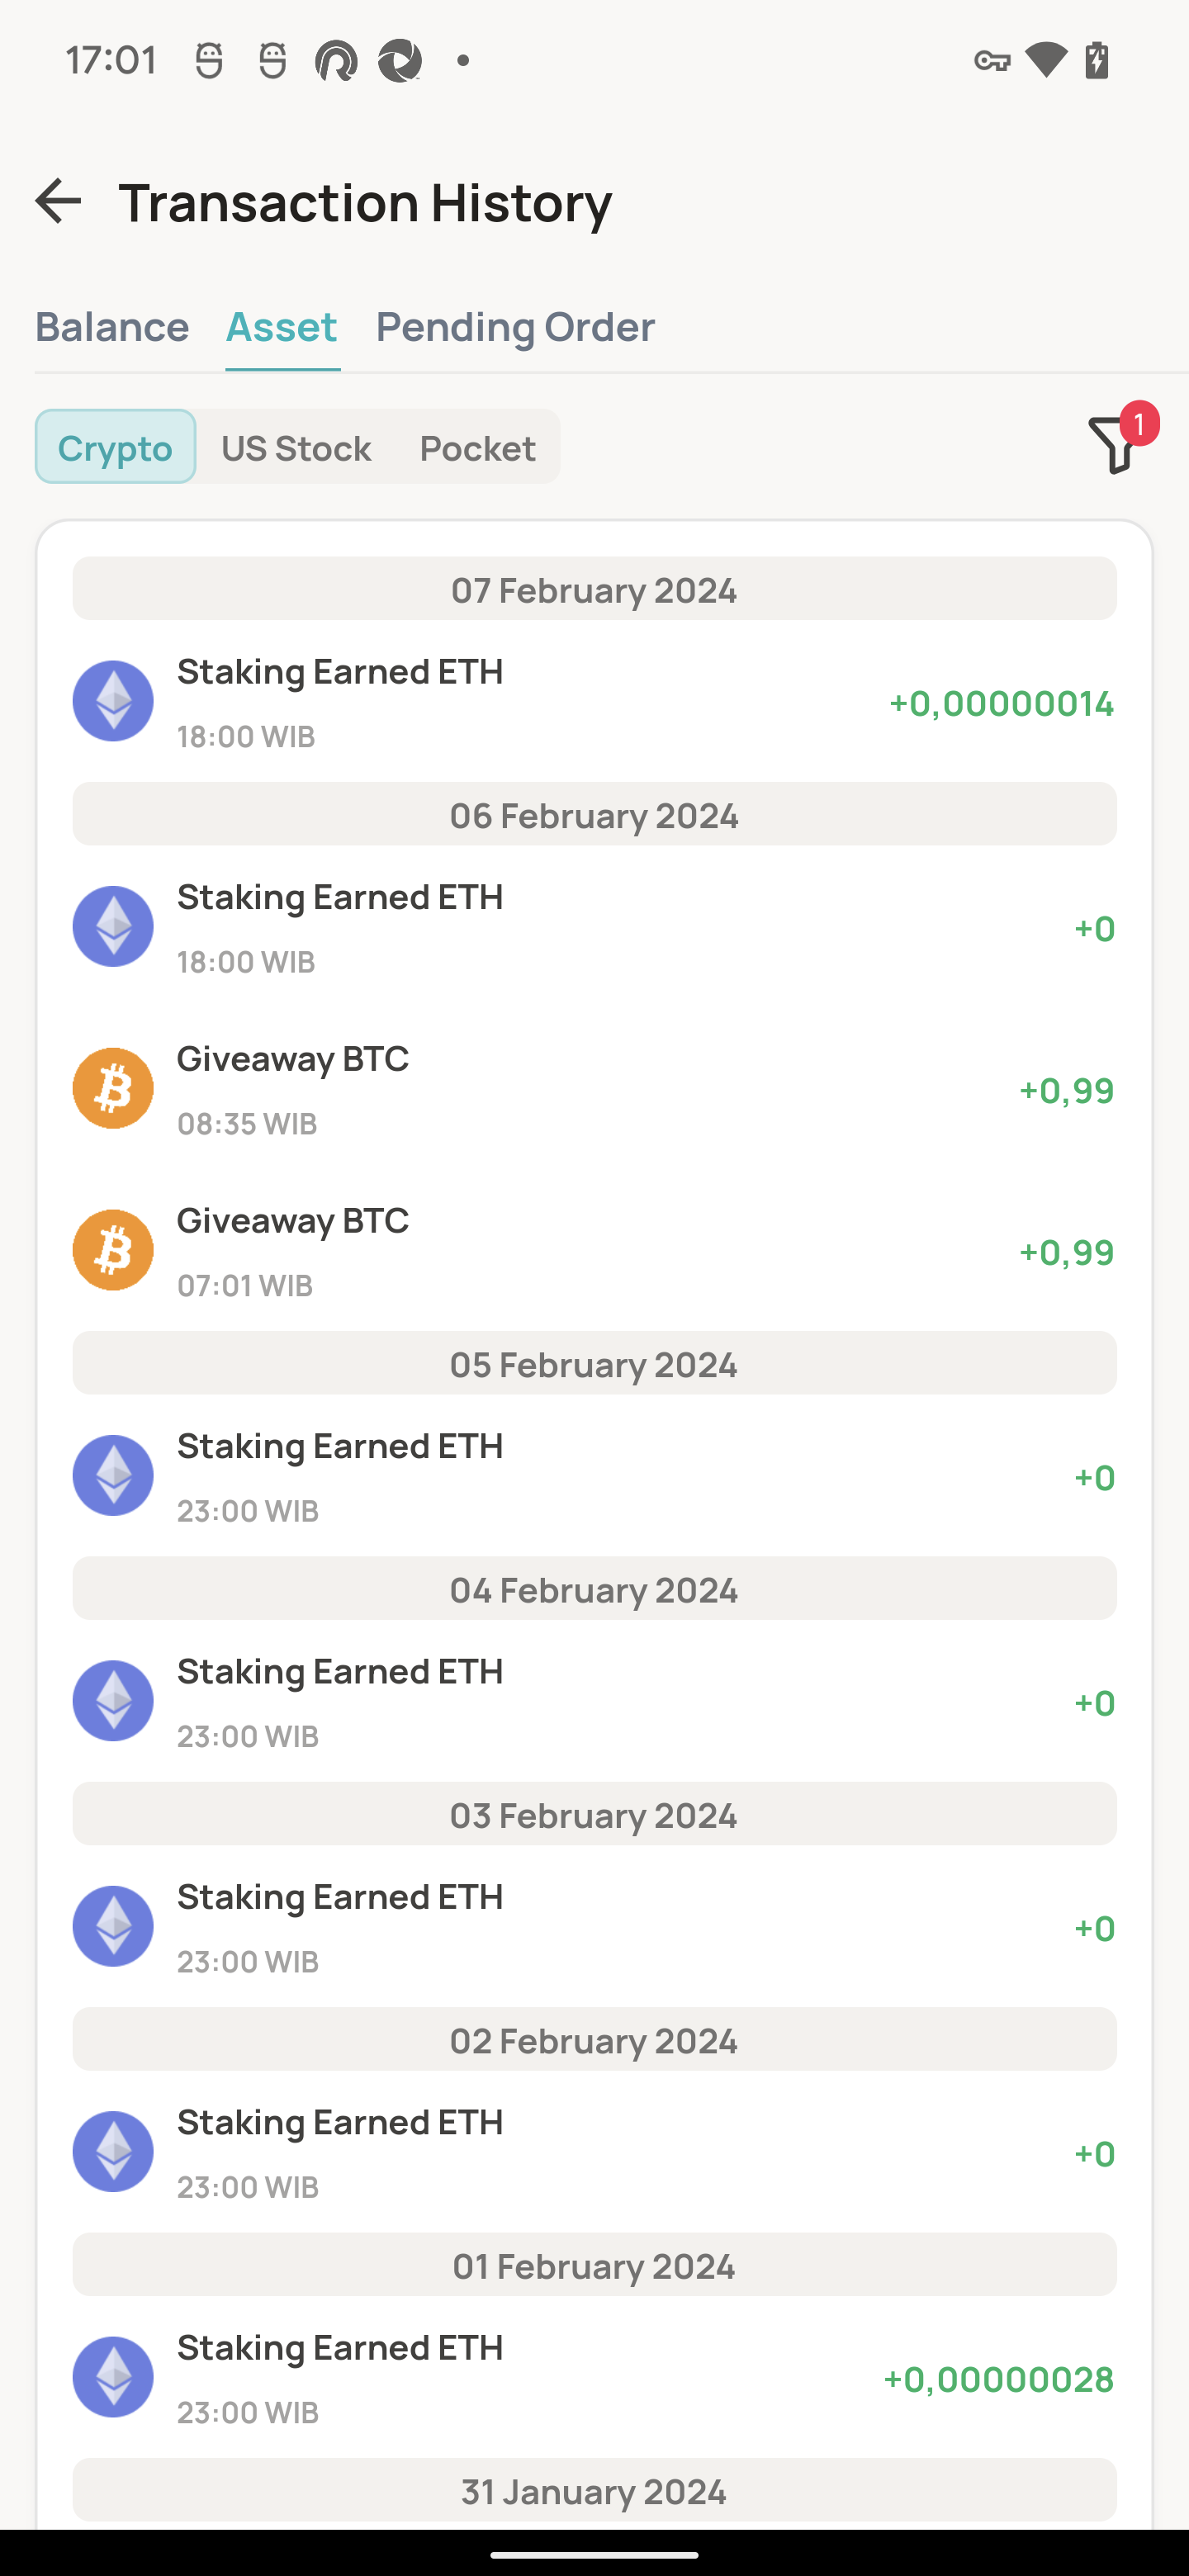 17:01
Transaction History
Balance Asset Pending Order
Crypto US Stock Pocket 1
07 February 2024
Staking Earned ETH
+0,00000014
18:00 WIB
06 February 2024
Staking Earned ETH
+0
18:00 WIB
Giveaway BTC
+0,99
08:35 WIB
Giveaway BTC
+0,99
07:01 WIB
05 February 2024
Staking Earned ETH
+0
23:00 WIB
04 February 2024
Staking Earned ETH
+0
23:00 WIB
03 February 2024
Staking Earned ETH
+0
23:00 WIB
02 February 2024
Staking Earned ETH
+0
23:00 WIB
01 February 2024
Staking Earned ETH
+0,00000028
23:00 WIB
31 January 2024